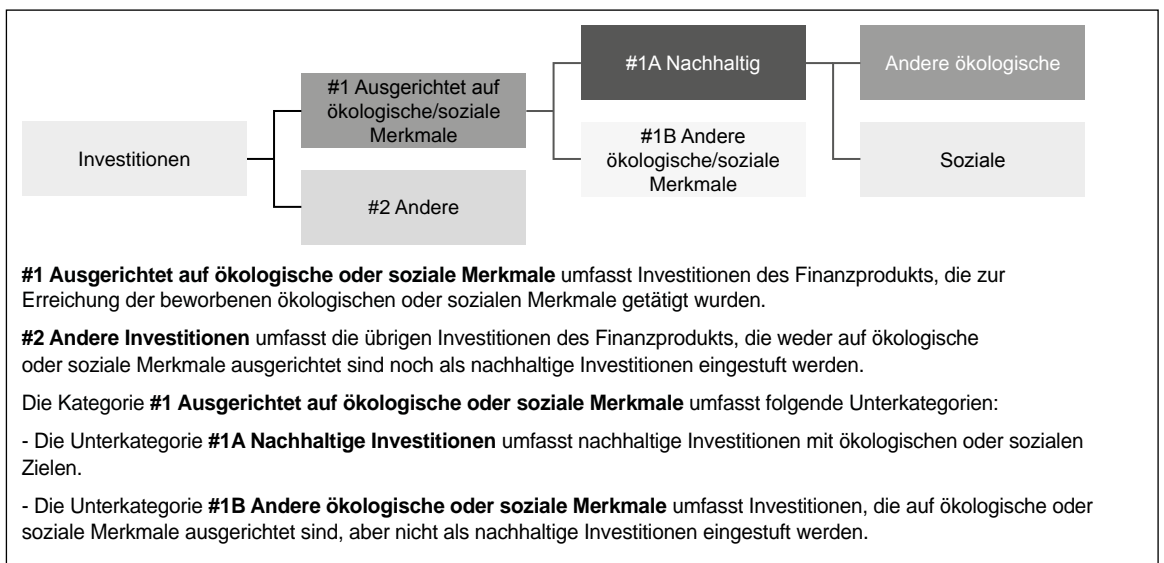 Investitionen
#1 Ausgerichtet auf
ökologische/soziale
Merkmale
#2 Andere
#1A Nachhaltig
#1B Andere
ökologische/soziale
Merkmale
Andere ökologische
Soziale
#1 Ausgerichtet auf ökologische oder soziale Merkmale umfasst Investitionen des Finanzprodukts, die zur
Erreichung der beworbenen ökologischen oder sozialen Merkmale getätigt wurden.
#2 Andere Investitionen umfasst die übrigen Investitionen des Finanzprodukts, die weder auf ökologische
oder soziale Merkmale ausgerichtet sind noch als nachhaltige Investitionen eingestuft werden.
Die Kategorie #1 Ausgerichtet auf ökologische oder soziale Merkmale umfasst folgende Unterkategorien:
- Die Unterkategorie #1A Nachhaltige Investitionen umfasst nachhaltige Investitionen mit ökologischen oder sozialen
Zielen.
- Die Unterkategorie #1B Andere ökologische oder soziale Merkmale umfasst Investitionen, die auf ökologische oder
soziale Merkmale ausgerichtet sind, aber nicht als nachhaltige Investitionen eingestuft werden.